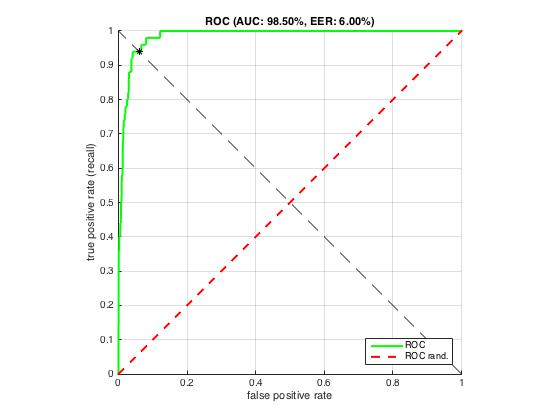 ROC (AUC: 98.50%, EER: 6.00%)
1
0.9
0.8
0.7
0.6
0.5
0.4
0.3
0.2
0.1
0
true positive rate (recall)
0 0.2 0.4 0.6 0.8 1
false positive rate
ROC
ROC rand.